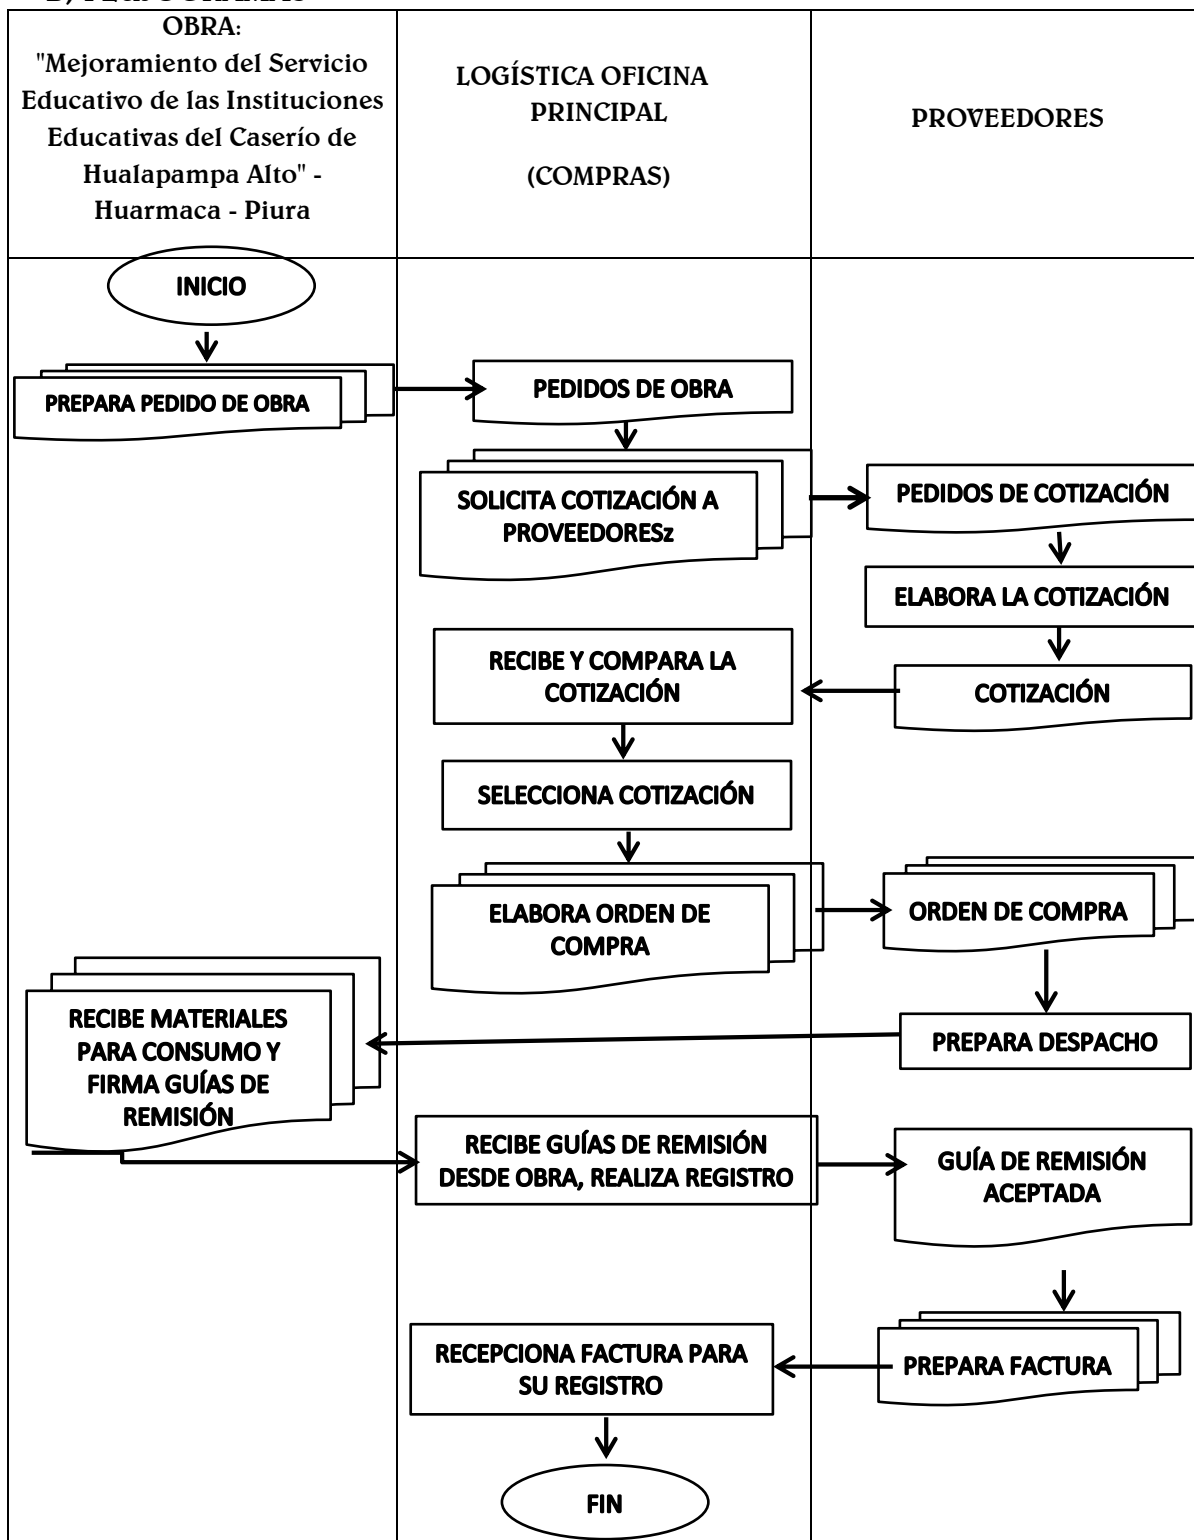 OBRA:
"Mejoramiento del Servicio
Educativo de las Instituciones
Educativas del Caserío de
Hualapampa Alto" -
Huarmaca - Piura
LOGÍSTICA OFICINA
PRINCIPAL
(COMPRAS)
PROVEEDORES
INICIO
PREPARA PEDIDO DE OBRA
PEDIDOS DE OBRA
SOLICITA COTIZACIÓN A
PROVEEDORESz
PEDIDOS DE COTIZACIÓN
ELABORA LA COTIZACIÓN
RECIBE Y COMPARA LA
COTIZACIÓN
COTIZACIÓN
SELECCIONA COTIZACIÓN
ELABORA ORDEN DE
COMPRA
ORDEN DE COMPRA
RECIBE MATERIALES
PARA CONSUMO Y
FIRMA GUÍAS DE
REMISIÓN
PREPARA DESPACHO
RECIBE GUÍAS DE REMISIÓN
DESDE OBRA, REALIZA REGISTRO
GUÍA DE REMISIÓN
ACEPTADA
RECEPCIONA FACTURA PARA
SU REGISTRO
PREPARA FACTURA
FIN